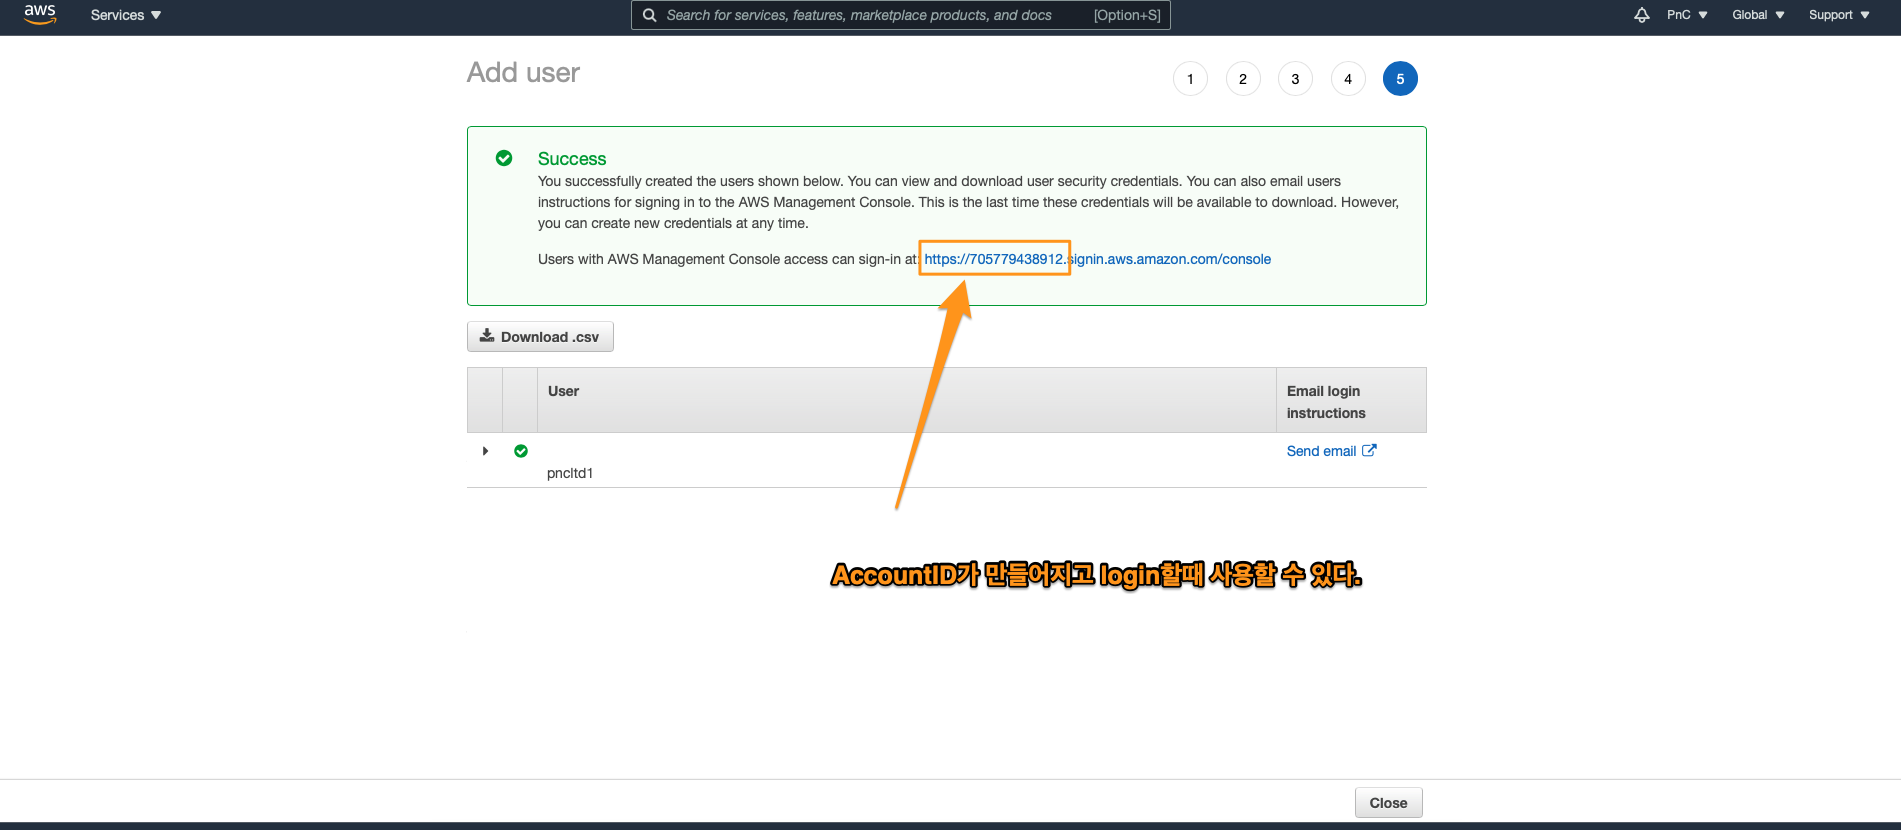 aws Services Search for services, features, marketplace products, and docs [Option+S] PnC Global Support
Add user 1 2 3 4 5
Success
You successfully created the users shown below. You can view and download user security credentials. You can also email users
instructions for signing in to the AWS Management Console. This is the last time these credentials will be available to download. However,
you can create new credentials at any time.
Users with AWS Management Console access can sign-in at: https://705779438912.signin.aws.amazon.com/console
Download .csv
User Email login
instructions
Send email
pncltd1
AccountID가 만들어지고 login할때 사용할 수 있다.
Close